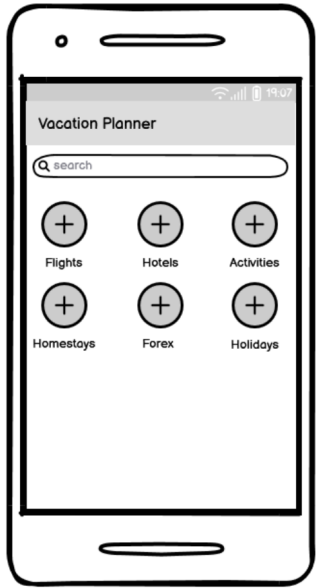 19:07
Vacation Planner
search
Flights Hotels Activities
Homestays Forex Holidays